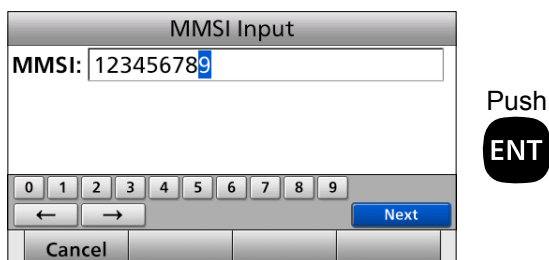 MMSI Input
MMSI: 123456789
Push
ENT
0 1 2 3 4 5 6 7 8 9
← → Next
Cancel